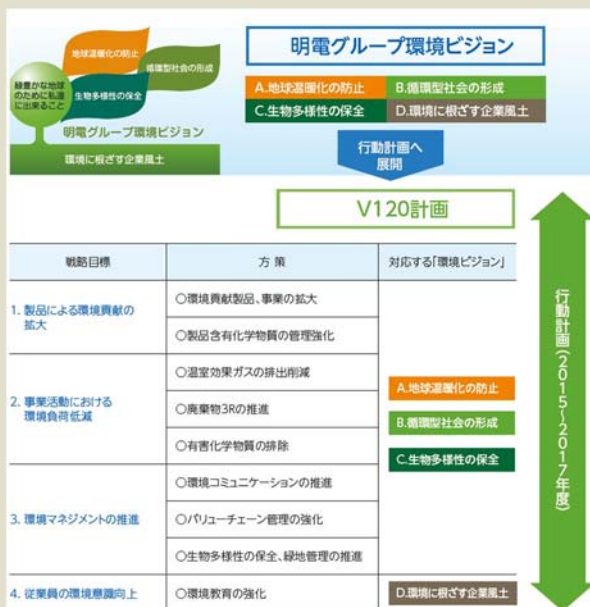 地球温暖化の防止
循環型社会の形成
緑豊かな地球
のために私達
に出来ること
生物多様性の保全
明電グループ環境ビジョン
環境に根ざす企業風土
明電グループ環境ビジョン
A.地球温暖化の防止
B.循環型社会の形成
C.生物多様性の保全
D.環境に根ざす企業風土
行動計画へ
展開
V120計画
戦略目標
方策
対応する「環境ビジョン」
1. 製品による環境貢献の
拡大
○環境貢献製品、事業の拡大
○製品含有化学物質の管理強化
2. 事業活動における
環境負荷低減
○温室効果ガスの排出削減
○廃棄物3Rの推進
○有害化学物質の排除
3. 環境マネジメントの推進
○環境コミュニケーションの推進
○バリューチェーン管理の強化
○生物多様性の保全、緑地管理の推進
A.地球温暖化の防止
B.循環型社会の形成
C.生物多様性の保全
4. 従業員の環境意識向上
○環境教育の強化
D.環境に根ざす企業風土
行動計画(2015~2017年度)